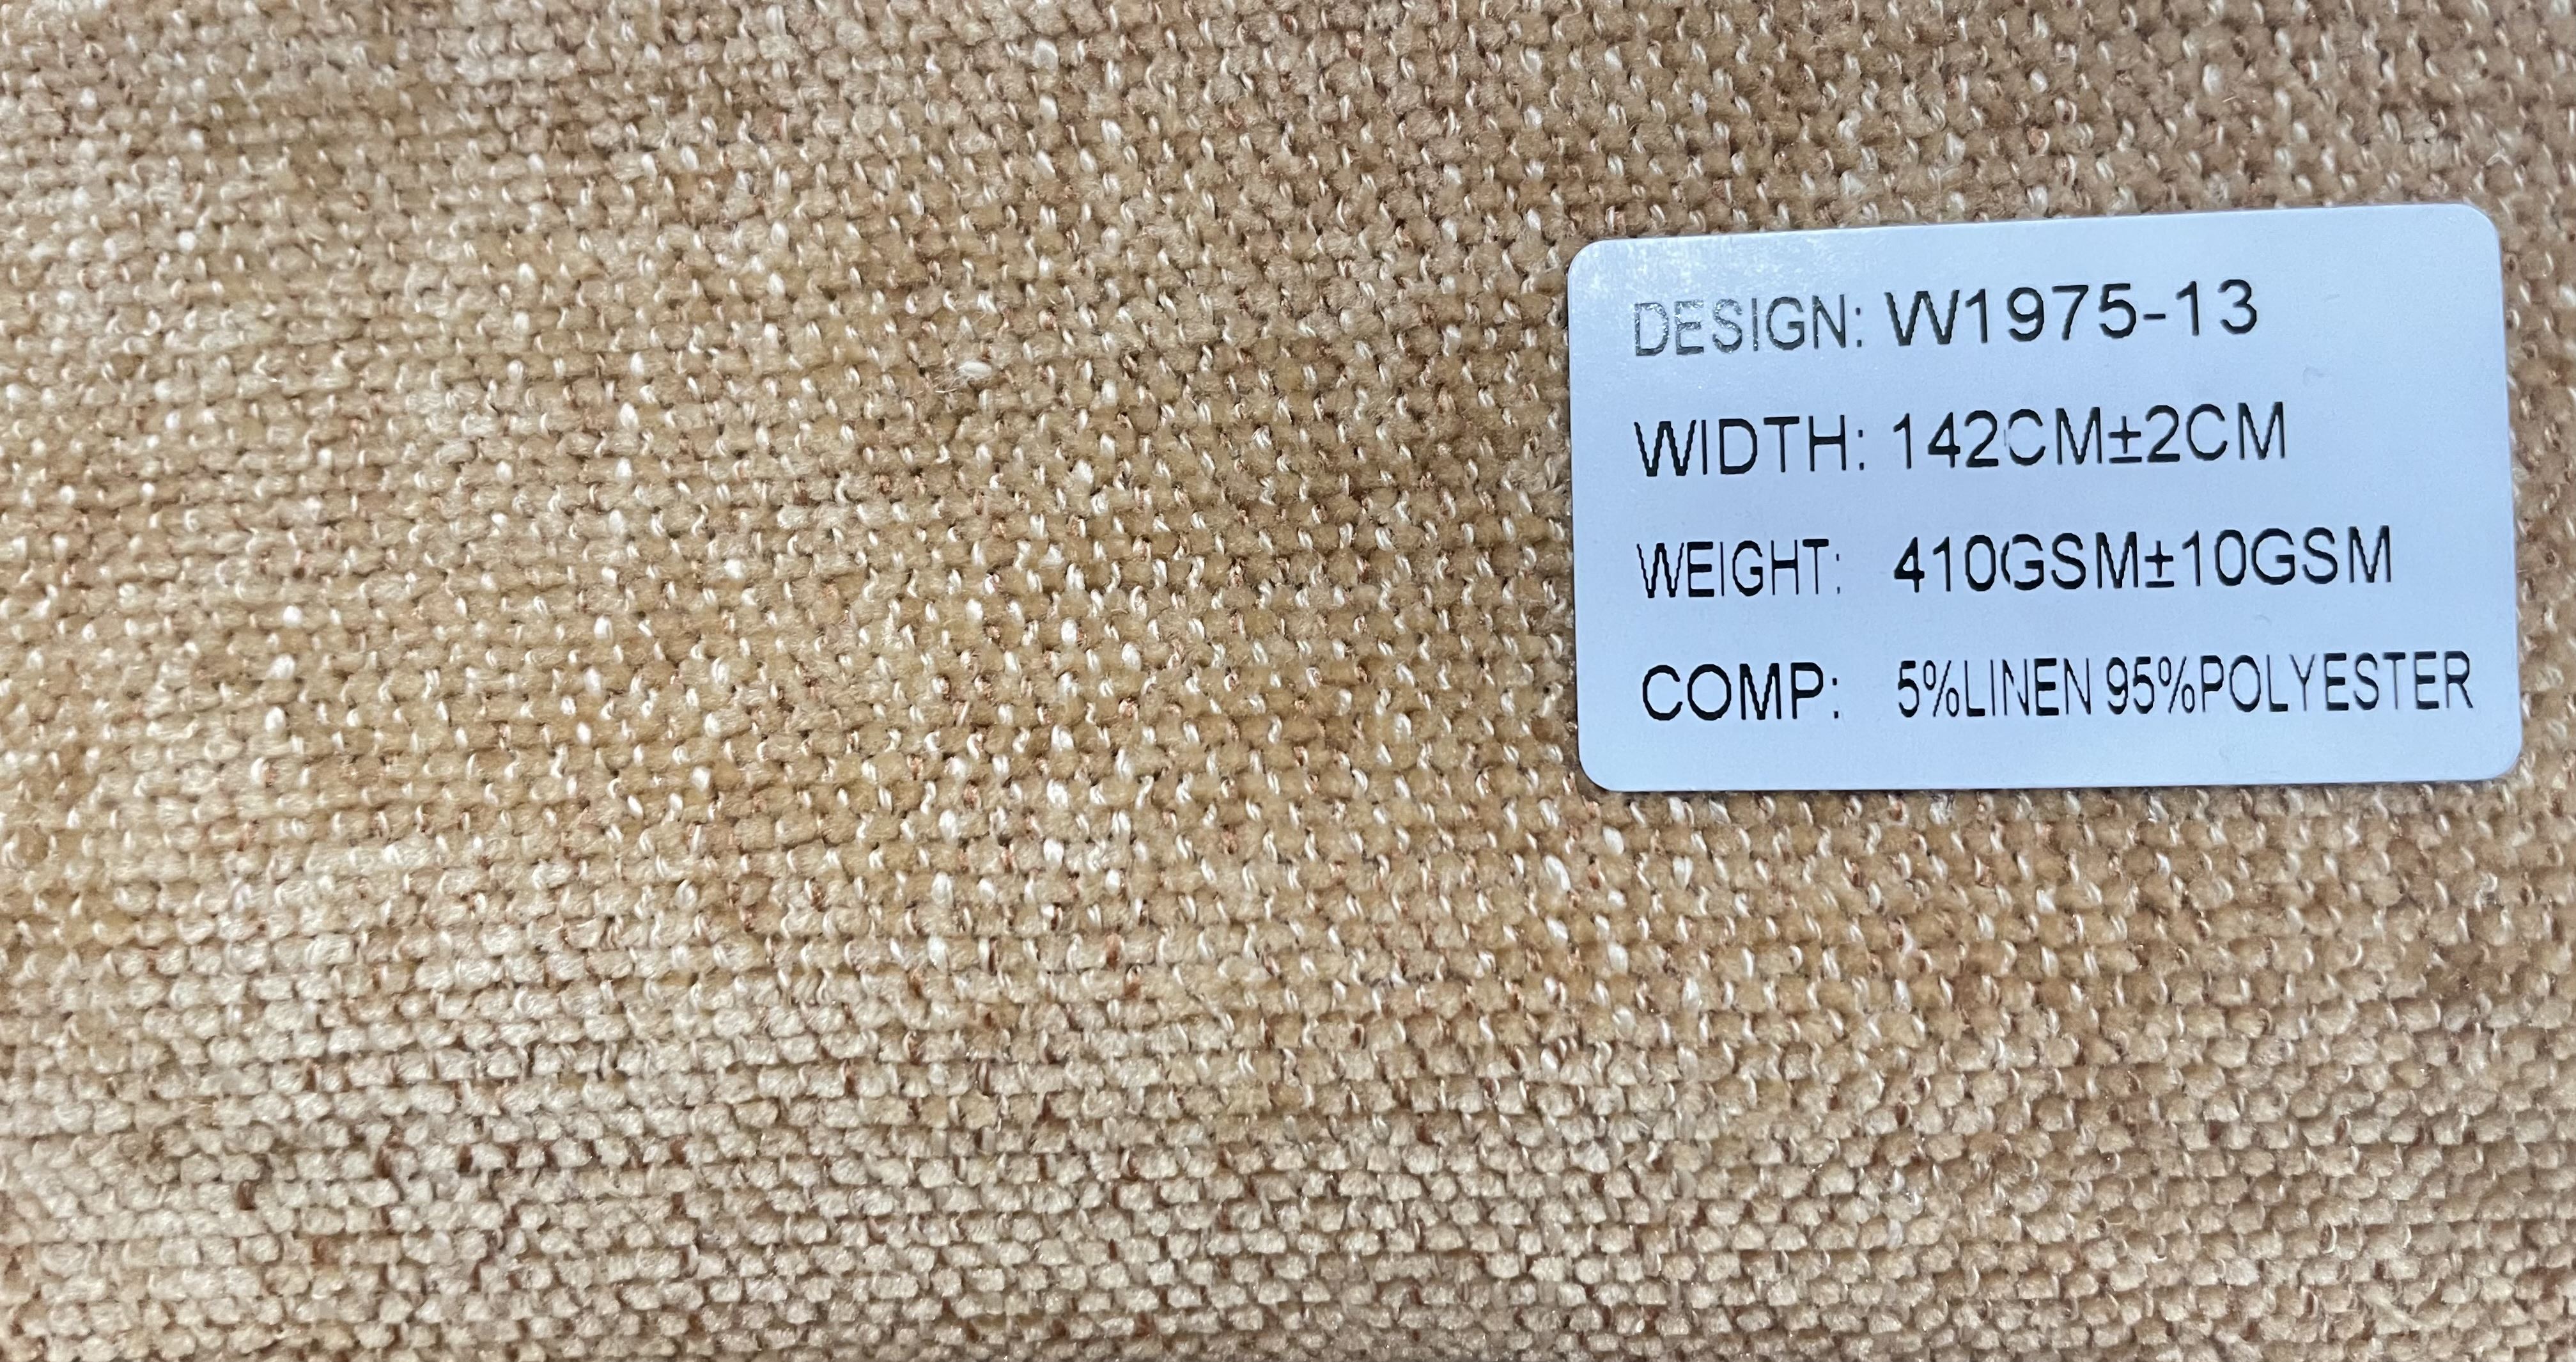 DESIGN: W1975-13
WIDTH: 142CM±2CM
WEIGHT: 410GSM±10GSM
COMP: 5%LINEN 95%POLYESTER